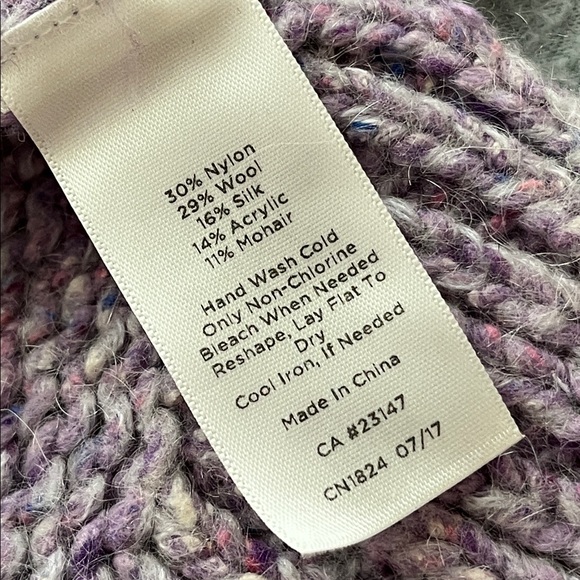 30% Nylon
29% Wool
16% Silk
14% Acrylic
11% Mohair
Hand Wash Cold
Only Non-Chlorine
Bleach When Needed
Reshape, Lay Flat To
Dry
Cool Iron, If Needed
Made In China
CA #23147
CN1824 07/17